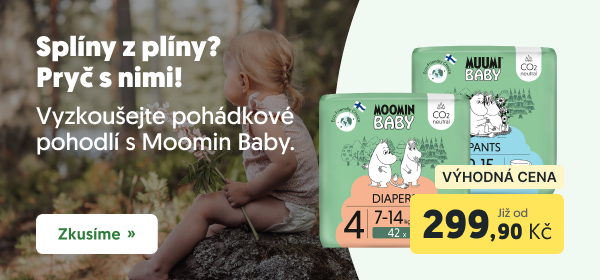 Splíny z plíny?
Pryč s nimi!
Vyzkoušejte pohádkové
pohodlí s Moomin Baby.
Zkusíme »
MUUMI
BABY
CO2
neutral
PANTS
MOOMIN
BABY
CO2
neutral
DIAPERS
4
7-14 kg
42 x
VÝHODNÁ CENA
Již od
299,90 Kč